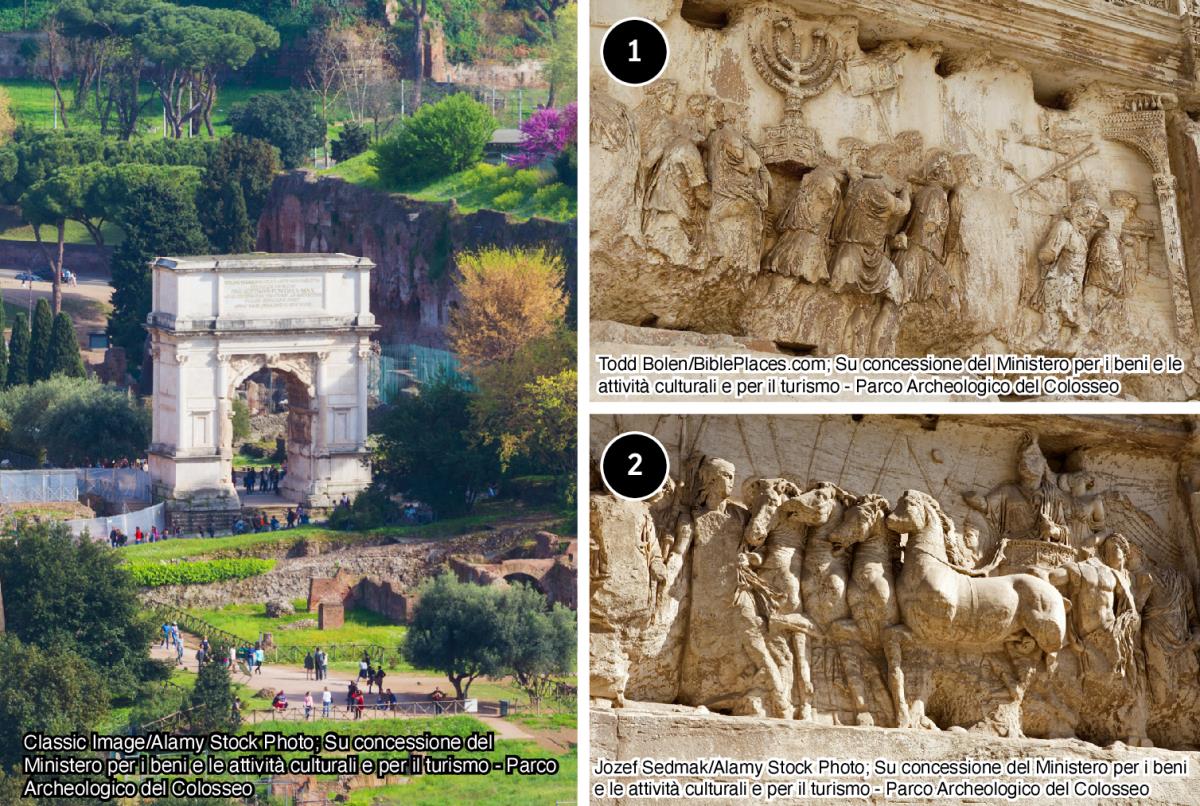 1
Todd Bolen/BiblePlaces.com; Su concessione del Ministero per i beni e le
attività culturali e per il turismo - Parco Archeologico del Colosseo
2
Jozef Sedmak/Alamy Stock Photo; Su concessione del Ministero per i beni
e le attività culturali e per il turismo - Parco Archeologico del Colosseo
Classic Image/Alamy Stock Photo; Su concessione del
Ministero per i beni e le attività culturali e per il turismo - Parco
Archeologico del Colosseo